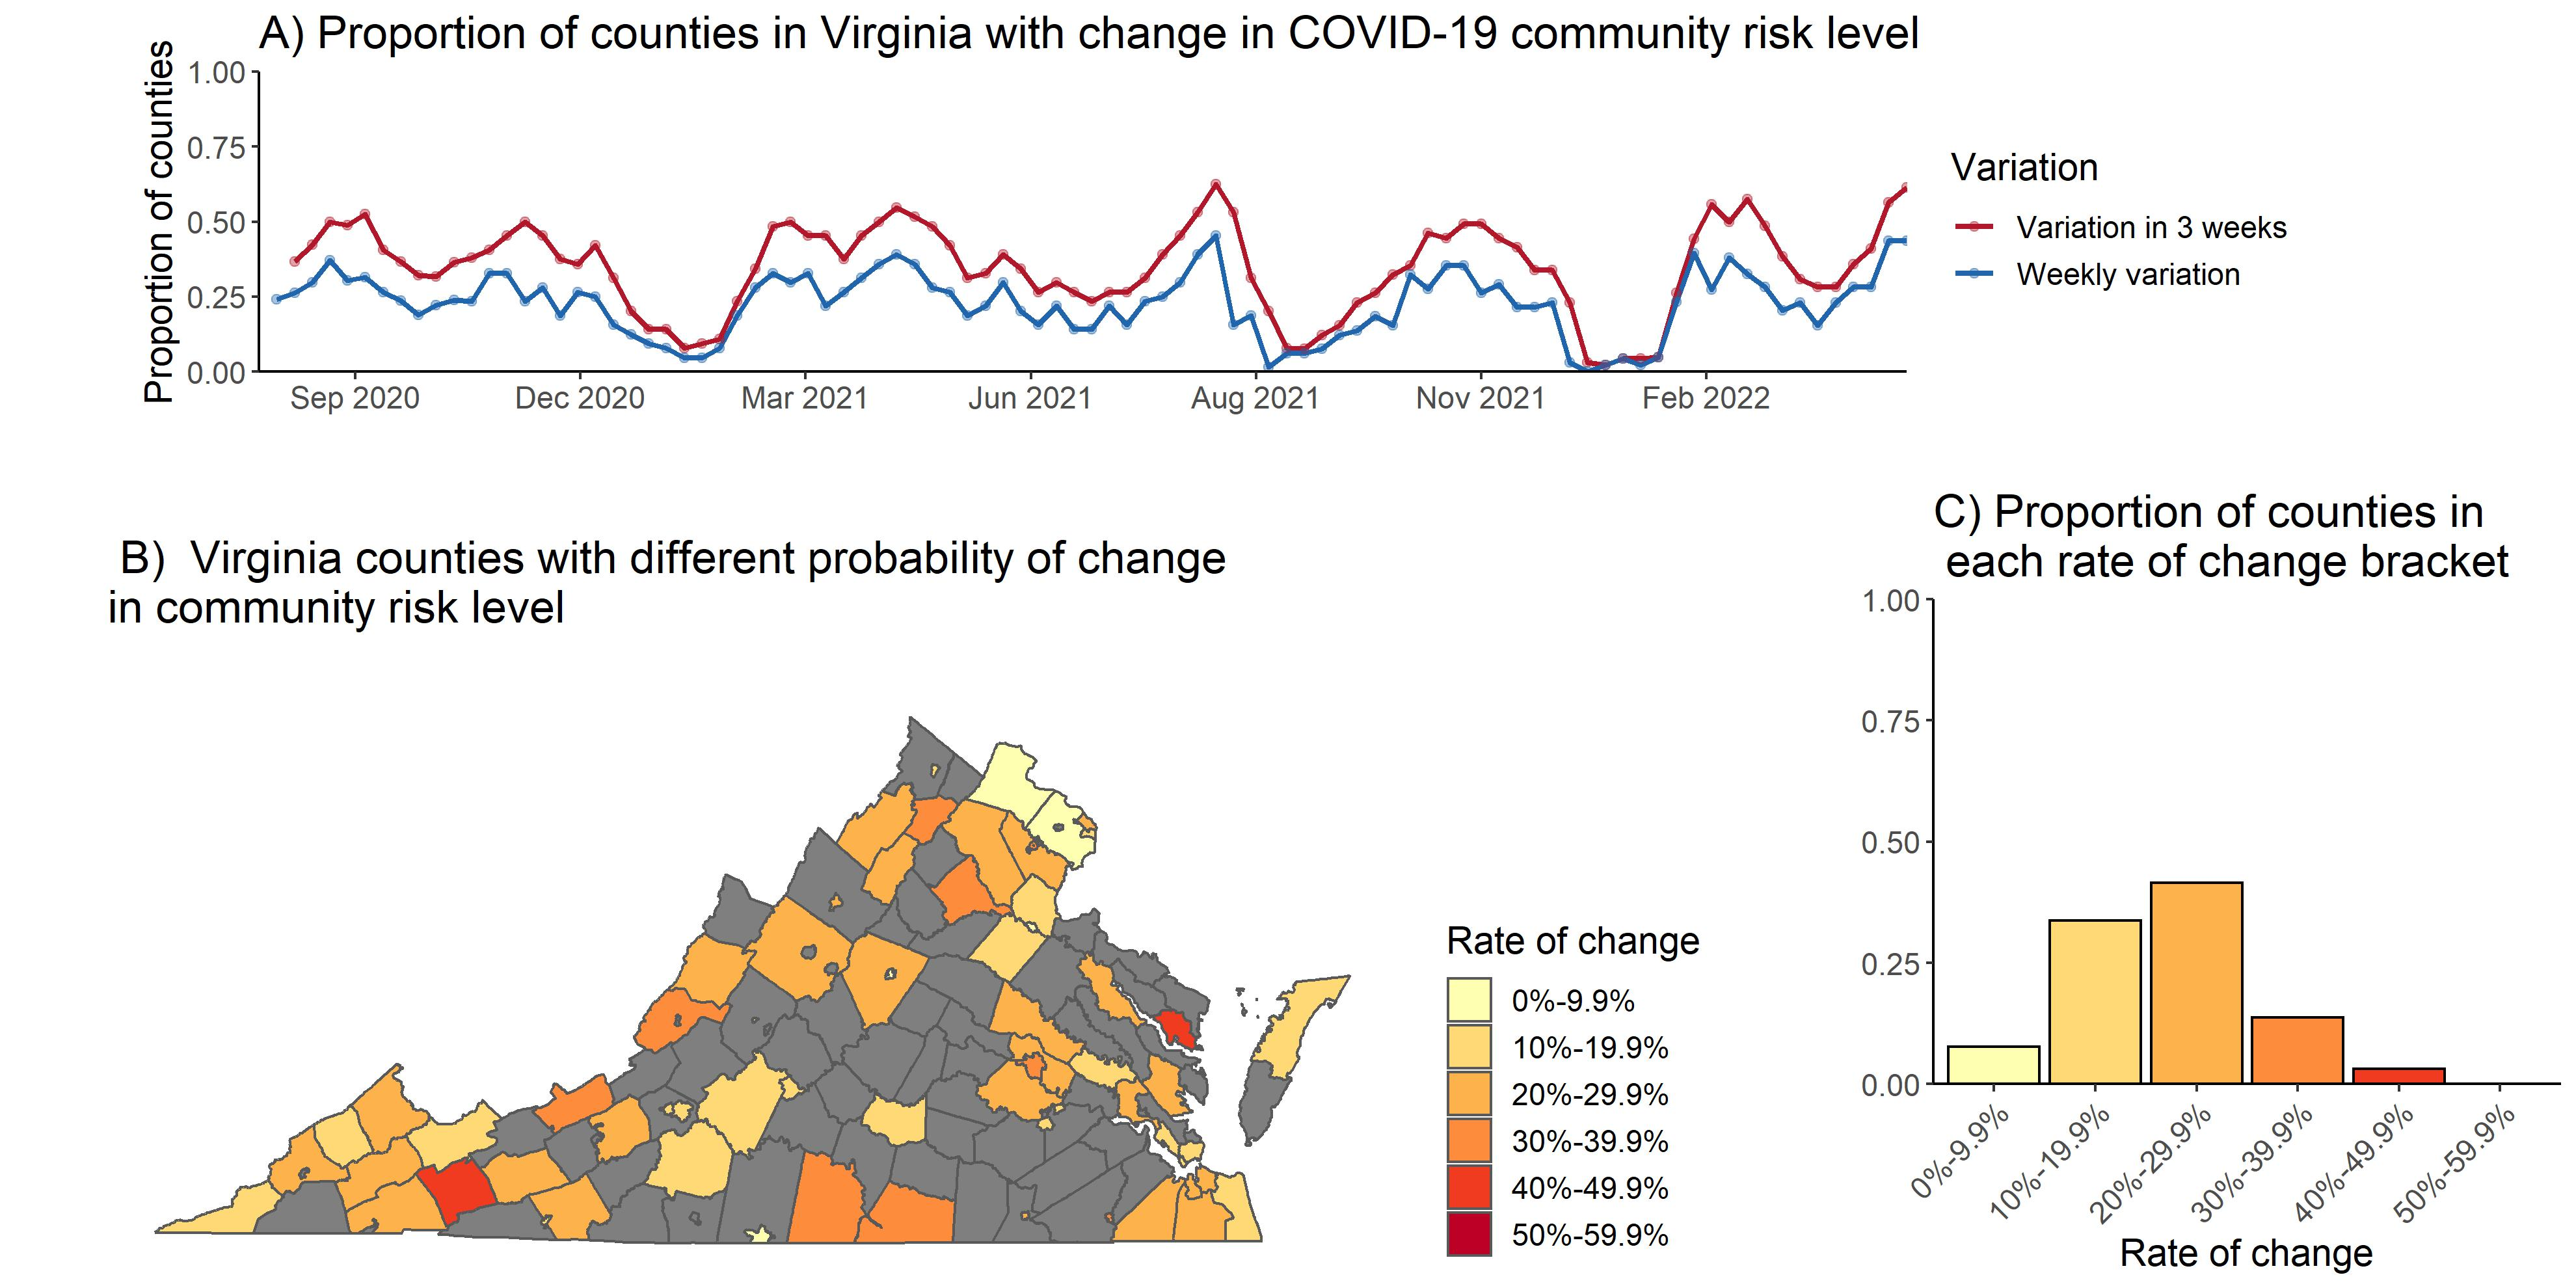 A) Proportion of counties in Virginia with change in COVID-19 community risk level
Proportion of counties
1.00
0.75
0.50
0.25
0.00
Sep 2020
Dec 2020
Mar 2021
Jun 2021
Aug 2021
Nov 2021
Feb 2022
Variation
Variation in 3 weeks
Weekly variation
B) Virginia counties with different probability of change
in community risk level
Rate of change
0%-9.9%
10%-19.9%
20%-29.9%
30%-39.9%
40%-49.9%
50%-59.9%
C) Proportion of counties in
each rate of change bracket
1.00
0.75
0.50
0.25
0.00
0%-9.9%
10%-19.9%
20%-29.9%
30%-39.9%
40%-49.9%
50%-59.9%
Rate of change